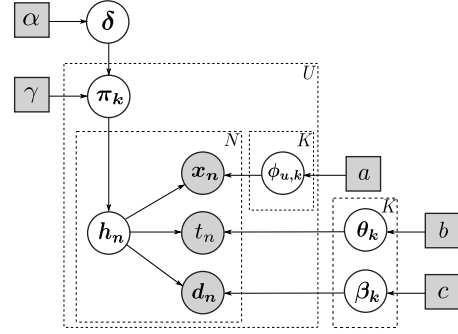 α δ
U
γ π_k
N K
x_n ϕ_{u,k} a
K
h_n t_n θ_k b
d_n β_k c